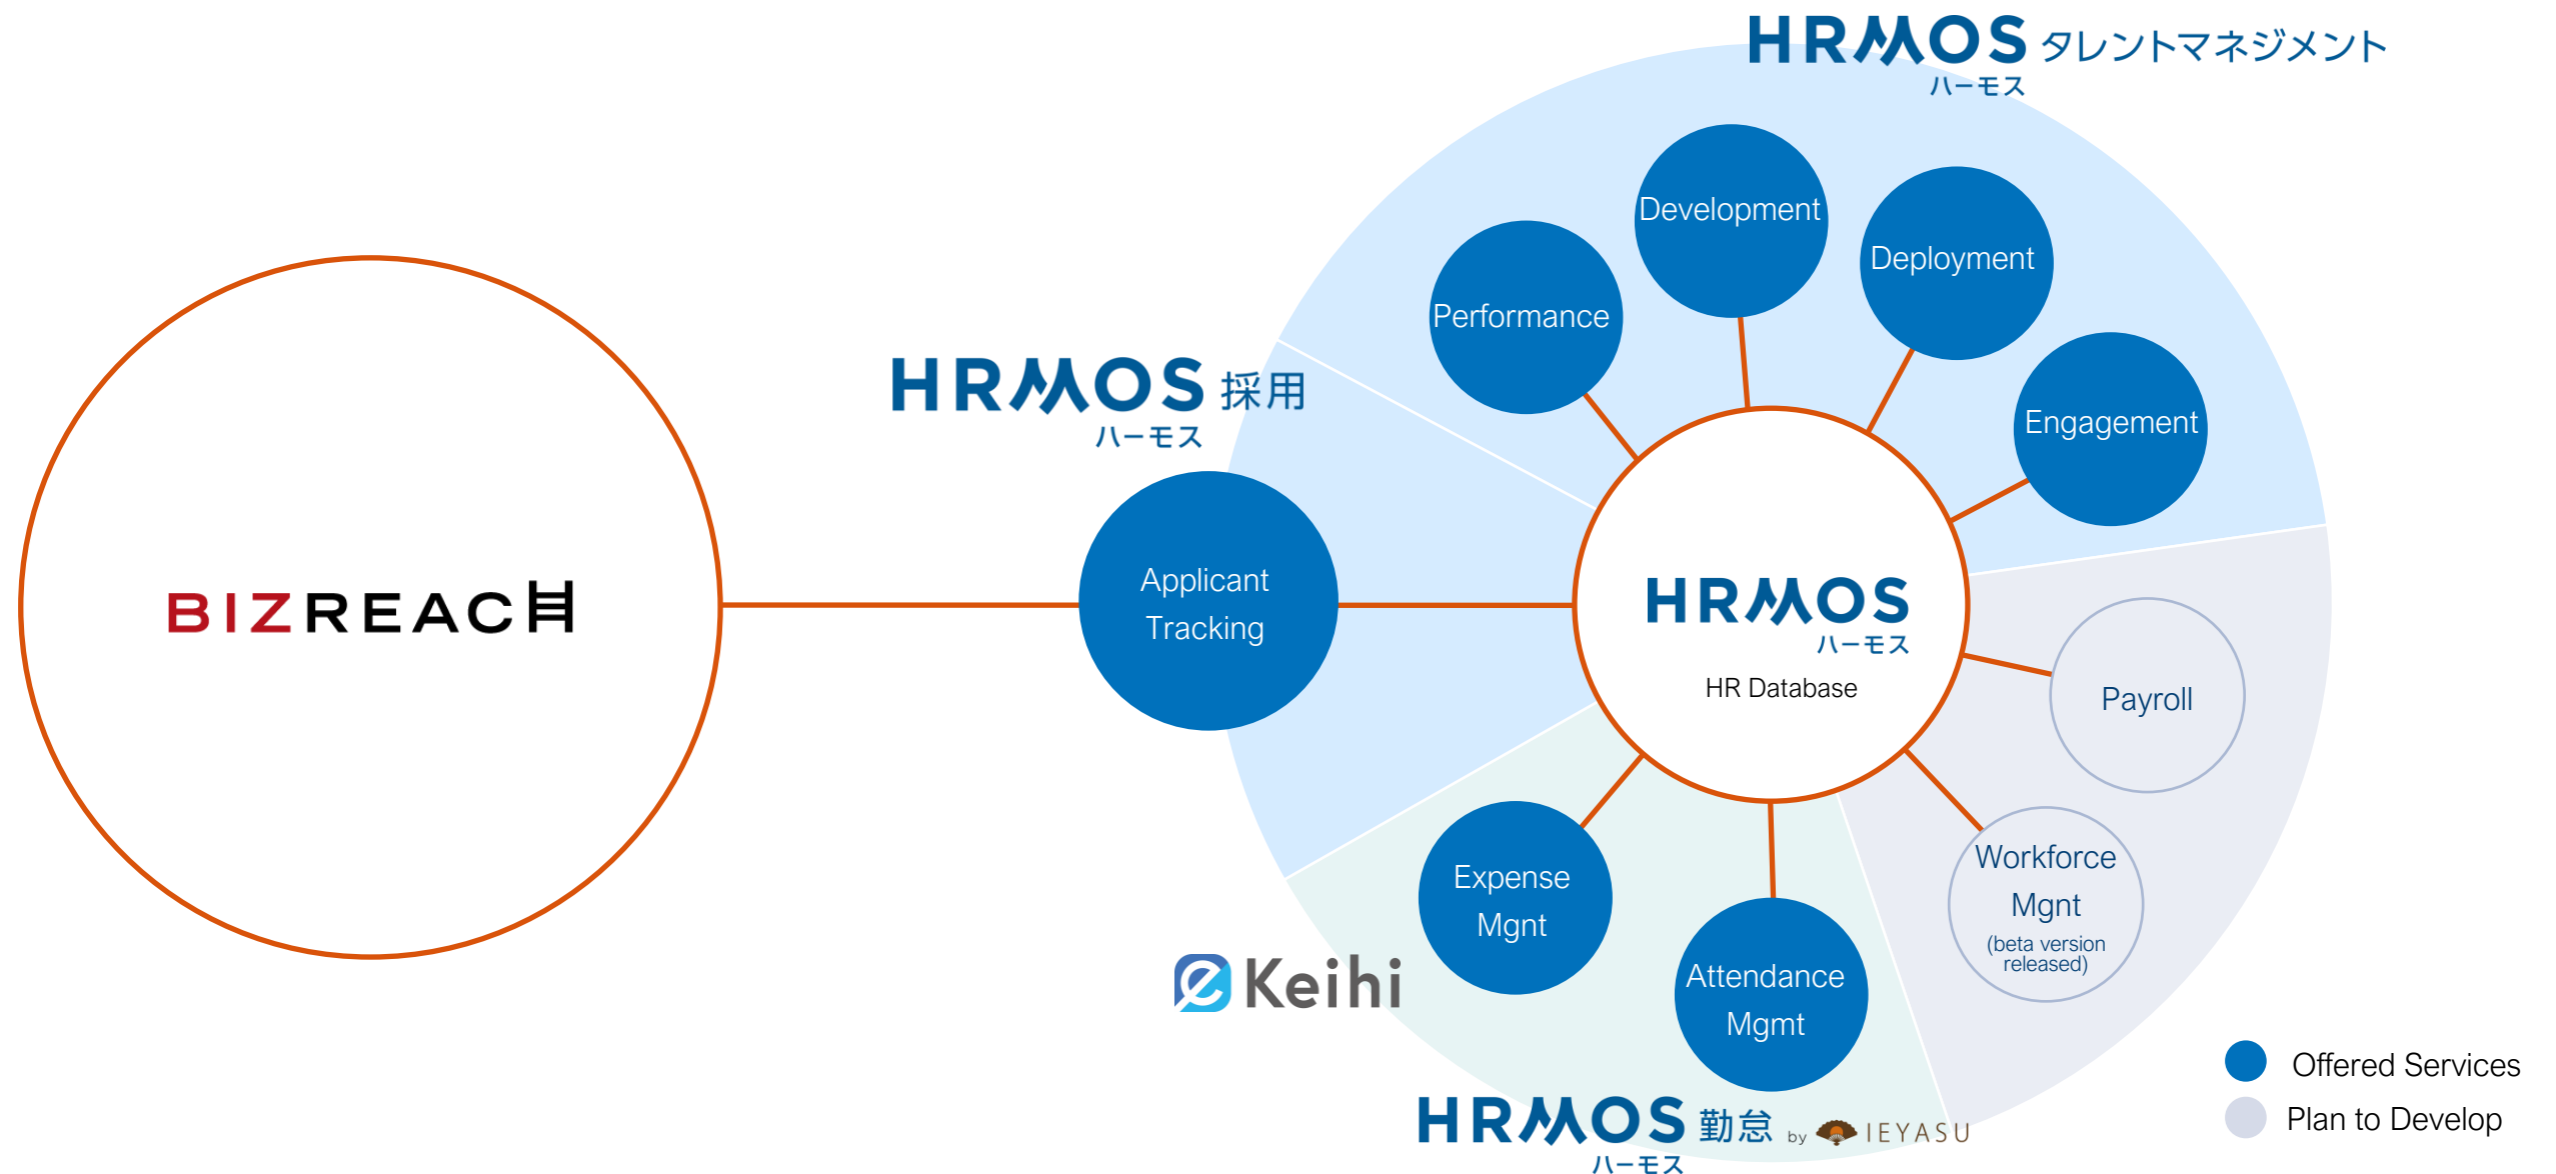 HRMOS タレントマネジメント
ハーモス
Development
Deployment
Performance
Engagement
HRMOS 採用
ハーモス
Applicant
Tracking
BIZREACH
HRMOS
ハーモス
HR Database
Payroll
Workforce
Mgnt
(beta version
released)
Expense
Mgnt
Keihi
Attendance
Mgmt
HRMOS 勤怠 by IEYASU
ハーモス
Offered Services
Plan to Develop